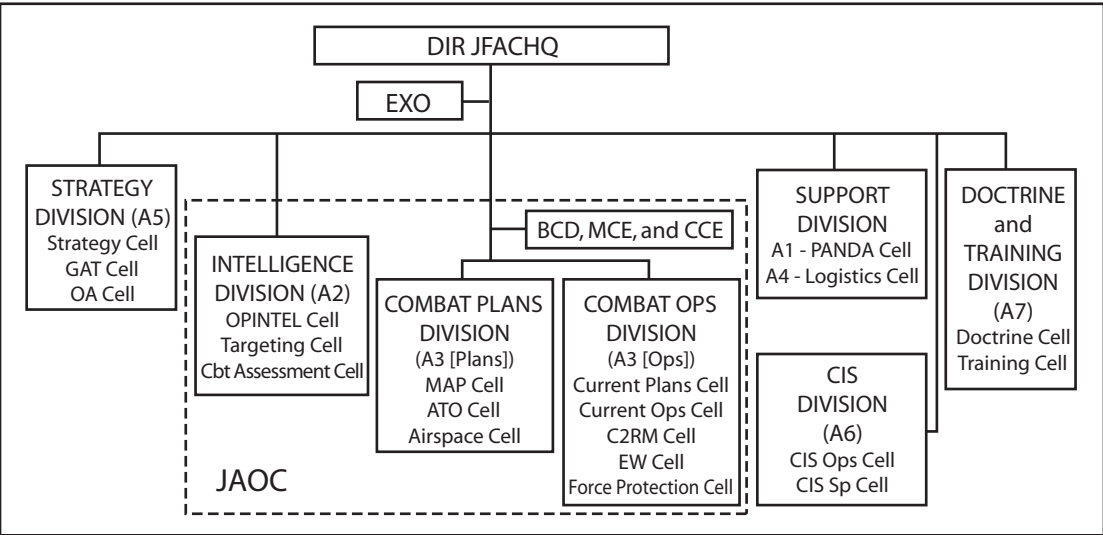 DIR JFACHQ
EXO
STRATEGY
DIVISION (A5)
Strategy Cell
GAT Cell
OA Cell
INTELLIGENCE
DIVISION (A2)
OPINTEL Cell
Targeting Cell
Cbt Assessment Cell
BCD, MCE, and CCE
COMBAT PLANS
DIVISION
(A3 [Plans])
MAP Cell
ATO Cell
Airspace Cell
COMBAT OPS
DIVISION
(A3 [Ops])
Current Plans Cell
Current Ops Cell
C2RM Cell
EW Cell
Force Protection Cell
JAOC
SUPPORT
DIVISION
A1 - PANDA Cell
A4 - Logistics Cell
CIS
DIVISION
(A6)
CIS Ops Cell
CIS Sp Cell
DOCTRINE
and
TRAINING
DIVISION
(A7)
Doctrine Cell
Training Cell